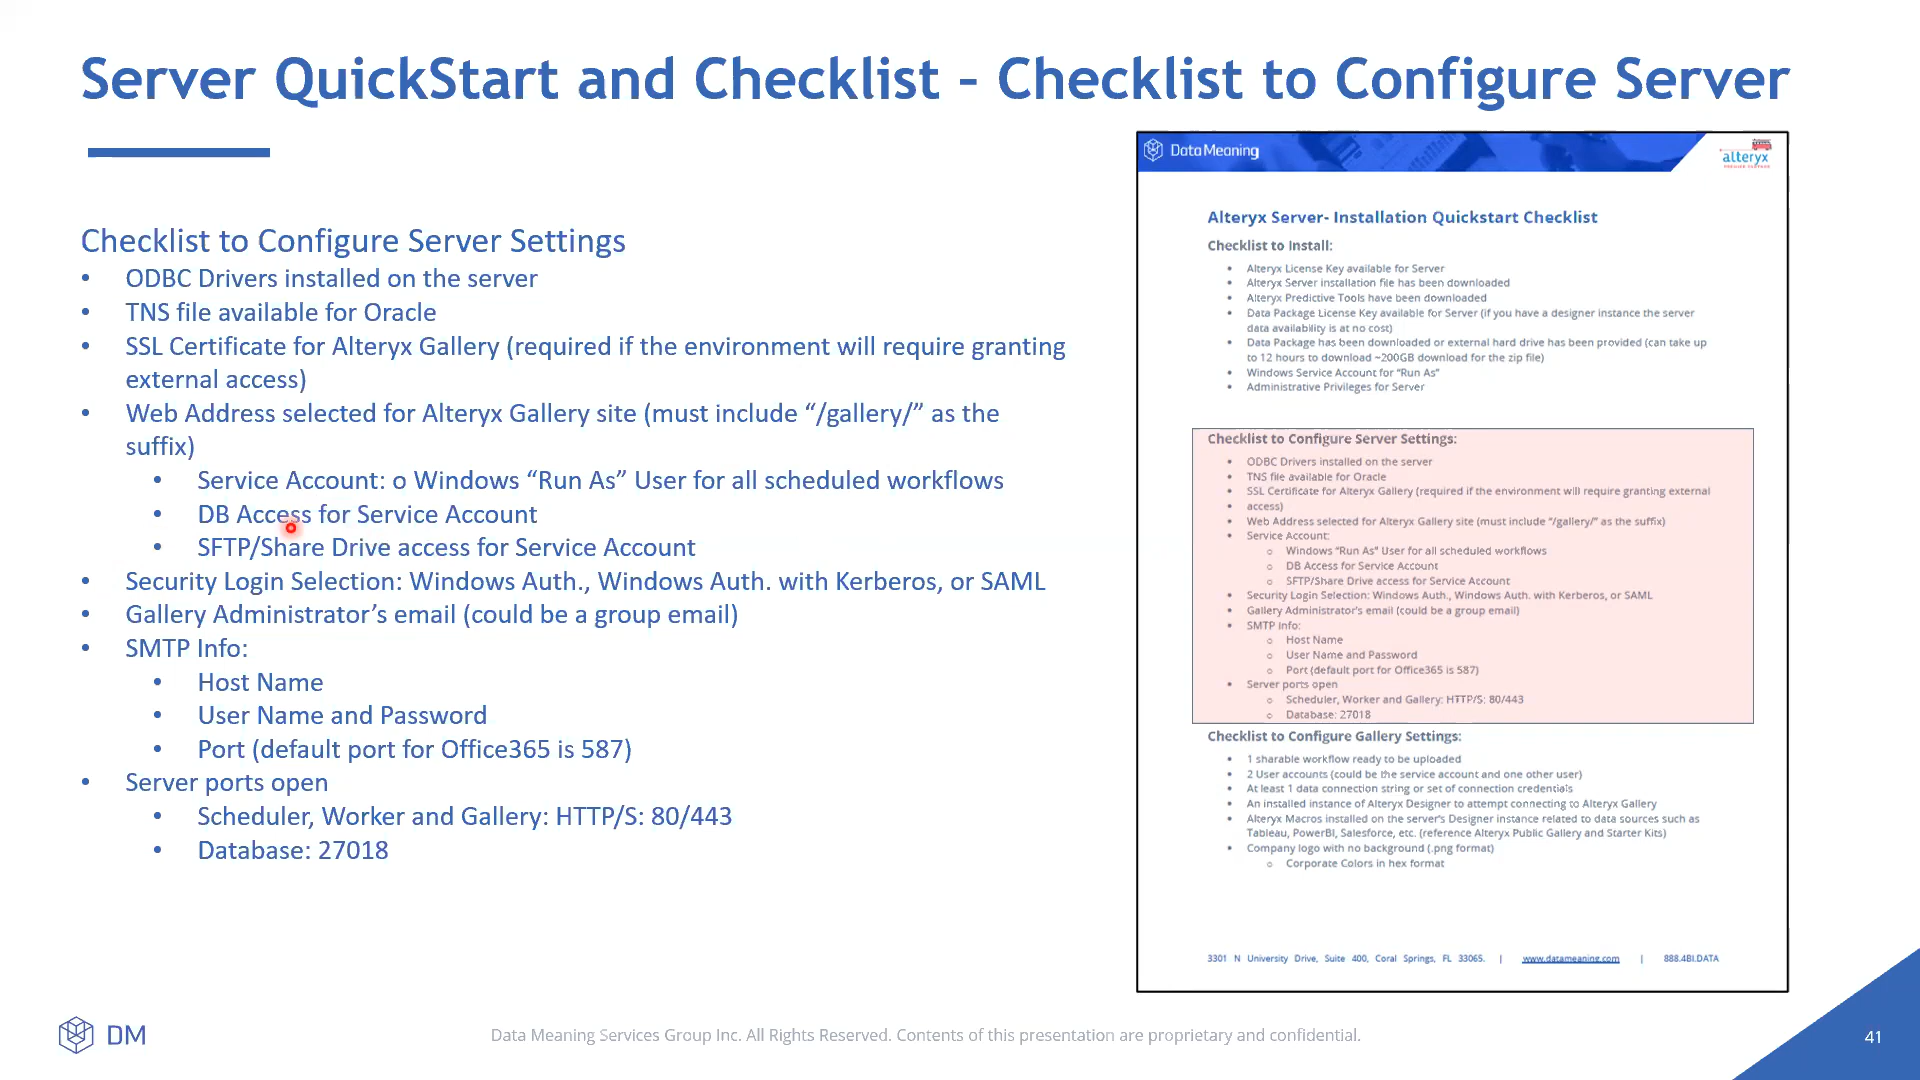 Server QuickStart and Checklist – Checklist to Configure Server
Checklist to Configure Server Settings
• ODBC Drivers installed on the server
• TNS file available for Oracle
• SSL Certificate for Alteryx Gallery (required if the environment will require granting
external access)
• Web Address selected for Alteryx Gallery site (must include “/gallery/” as the
suffix)
• Service Account: o Windows “Run As” User for all scheduled workflows
• DB Access for Service Account
• SFTP/Share Drive access for Service Account
• Security Login Selection: Windows Auth., Windows Auth. with Kerberos, or SAML
• Gallery Administrator’s email (could be a group email)
• SMTP Info:
• Host Name
• User Name and Password
• Port (default port for Office365 is 587)
• Server ports open
• Scheduler, Worker and Gallery: HTTP/S: 80/443
• Database: 27018
Data Meaning
alteryx
Alteryx Server- Installation Quickstart Checklist
Checklist to Install:
• Alteryx License Key available for Server
• Alteryx Server installation file has been downloaded
• Alteryx Predictive Tools have been downloaded
• Data Package License Key available for Server (if you have a designer instance the server
data availability is at no cost)
• Data Package has been downloaded or external hard drive has been provided (can take up
to 12 hours to download ~200GB download for the zip file)
• Windows Service Account for “Run As”
• Administrative Privileges for Server
Checklist to Configure Server Settings:
• ODBC Drivers installed on the server
• TNS file available for Oracle
• SSL Certificate for Alteryx Gallery (required if the environment will require granting external
• access)
• Web Address selected for Alteryx Gallery site (must include “/gallery/” as the suffix)
• Service Account:
o Windows “Run As” User for all scheduled workflows
o DB Access for Service Account
o SFTP/Share Drive access for Service Account
• Security Login Selection: Windows Auth., Windows Auth. with Kerberos, or SAML
• Gallery Administrator’s email (could be a group email)
• SMTP Info:
o Host Name
o User Name and Password
o Port (default port for Office365 is 587)
• Server ports open
o Scheduler, Worker and Gallery: HTTP/S: 80/443
o Database: 27018
Checklist to Configure Gallery Settings:
• 1 sharable workflow ready to be uploaded
• 2 User accounts (could be the service account and one other user)
• At least 1 data connection string or set of connection credentials
• An installed instance of Alteryx Designer to attempt connecting to Alteryx Gallery
• Alteryx Macros installed on the server’s Designer instance related to data sources such as
Tableau, PowerBI, Salesforce, etc. (reference Alteryx Public Gallery and Starter Kits)
• Company logo with no background (.png format)
o Corporate Colors in hex format
3301 N University Drive, Suite 400, Coral Springs, FL 33065. | www.datameaning.com | 888.4BI.DATA
DM
Data Meaning Services Group Inc. All Rights Reserved. Contents of this presentation are proprietary and confidential.
41